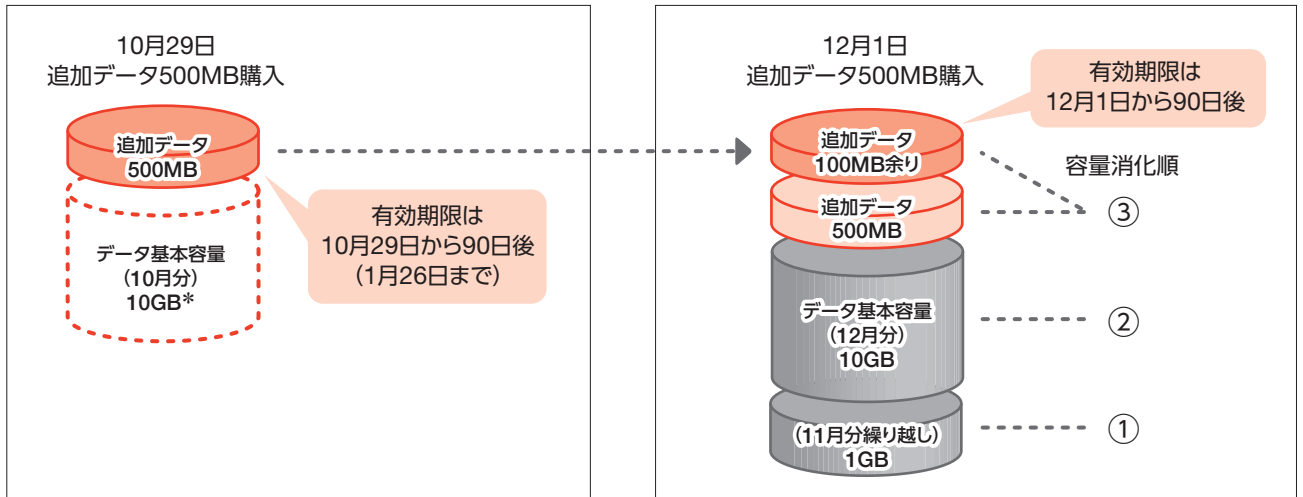 10月29日
追加データ500MB購入
追加データ
500MB
有効期限は
10月29日から90日後
（1月26日まで）
データ基本容量
（10月分）
10GB*
12月1日
追加データ500MB購入
有効期限は
12月1日から90日後
追加データ
100MB余り
容量消化順
追加データ
500MB
③
データ基本容量
（12月分）
10GB
②
（11月分繰り越し）
1GB
①